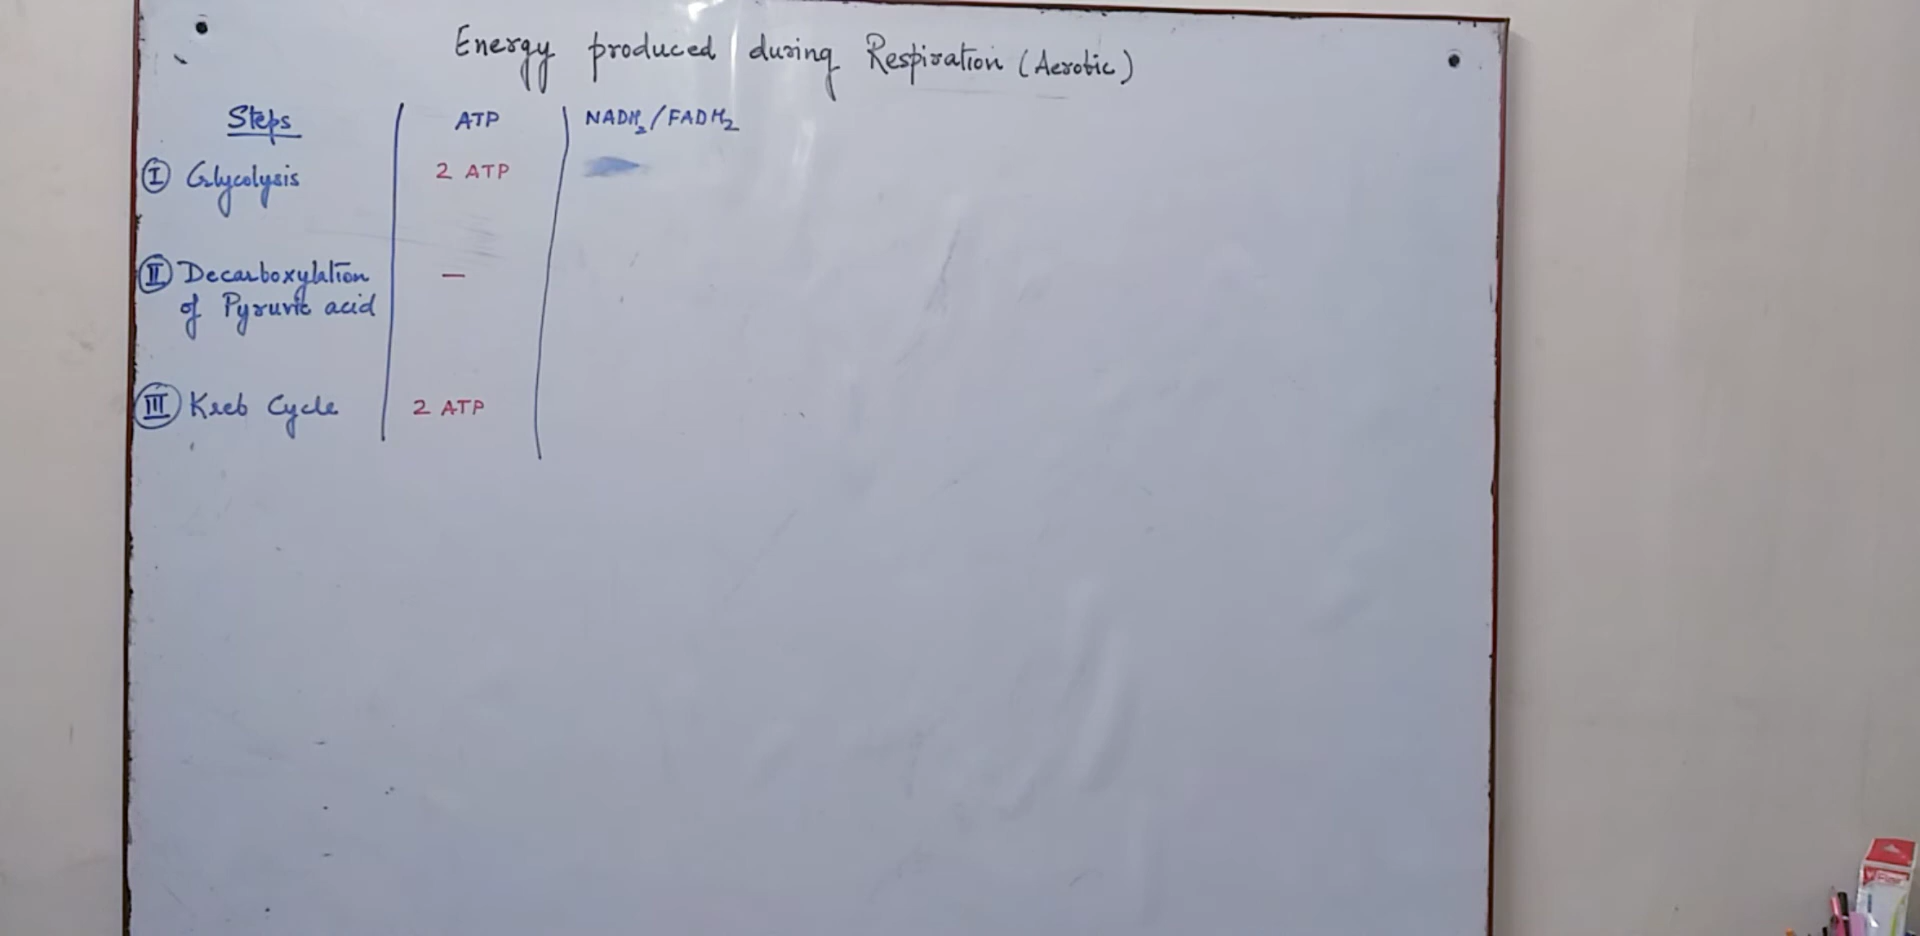 Energy produced during Respiration (Aerobic)
Steps ATP NADH₂/FADH₂
I Glycolysis 2 ATP
II Decarboxylation —
of Pyruvic acid
III Kreb Cycle 2 ATP